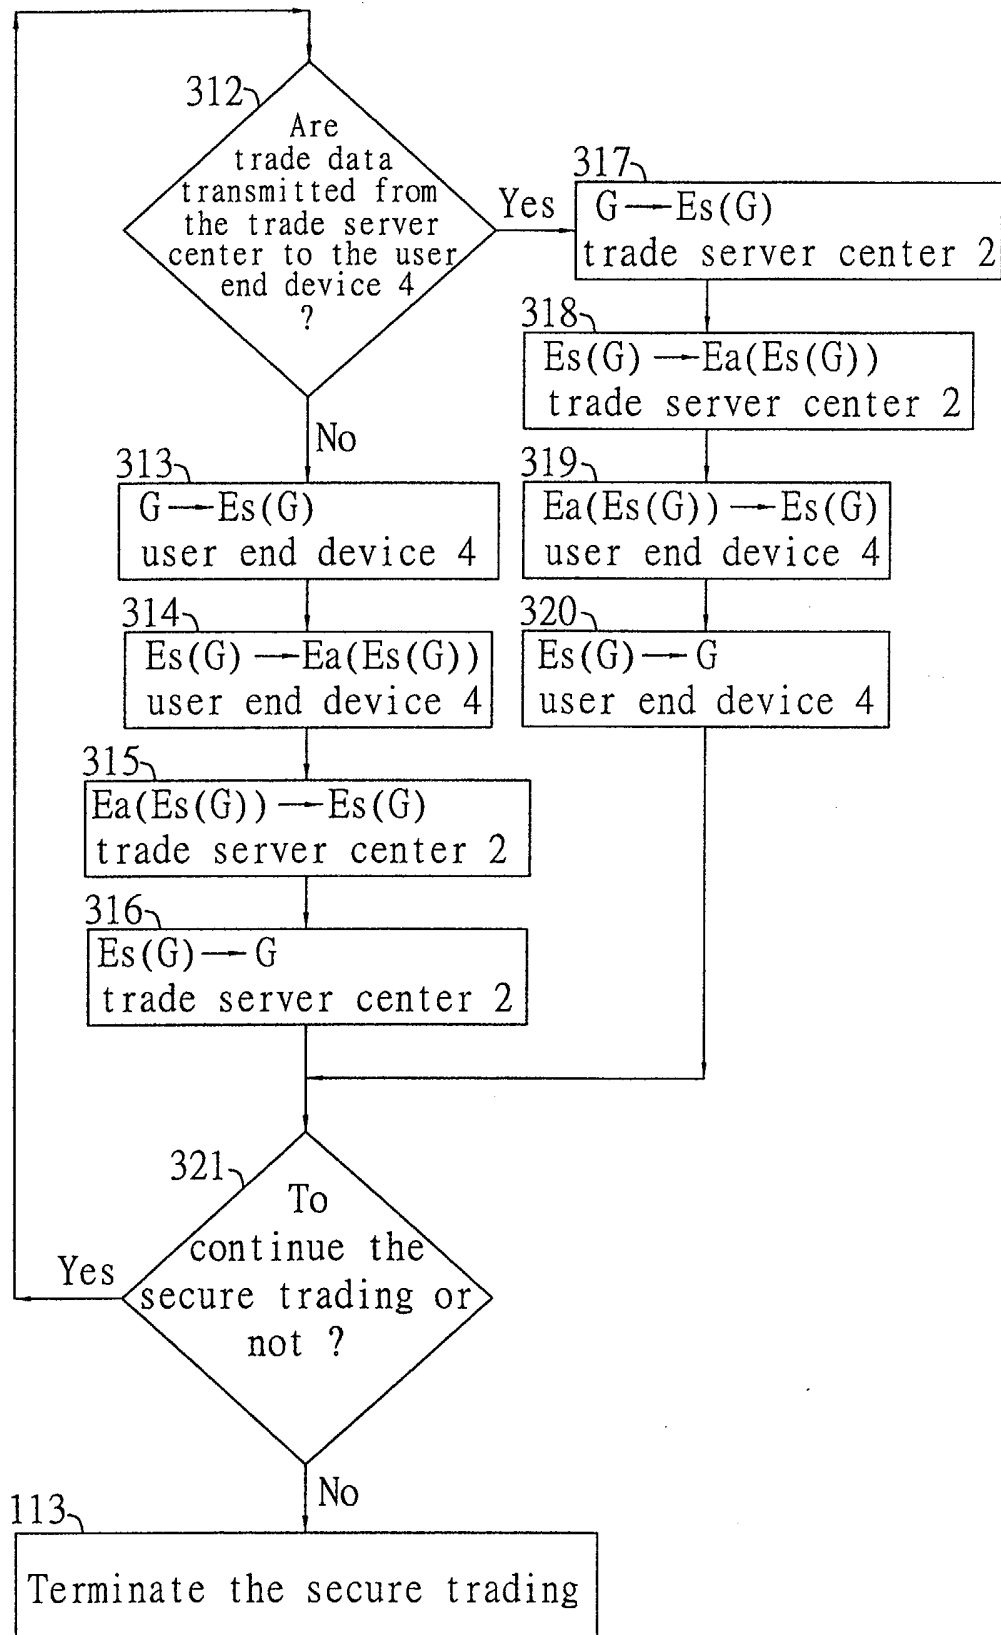 312
Are
trade data
transmitted from
the trade server
center to the user
end device 4
?
Yes
317
G→Es(G)
trade server center 2
318
Es(G)→Ea(Es(G))
trade server center 2
319
Ea(Es(G))→Es(G)
user end device 4
320
Es(G)→G
user end device 4
No
313
G→Es(G)
user end device 4
314
Es(G)→Ea(Es(G))
user end device 4
315
Ea(Es(G))→Es(G)
trade server center 2
316
Es(G)→G
trade server center 2
321
To
continue the
secure trading or
not ?
Yes
No
113
Terminate the secure trading